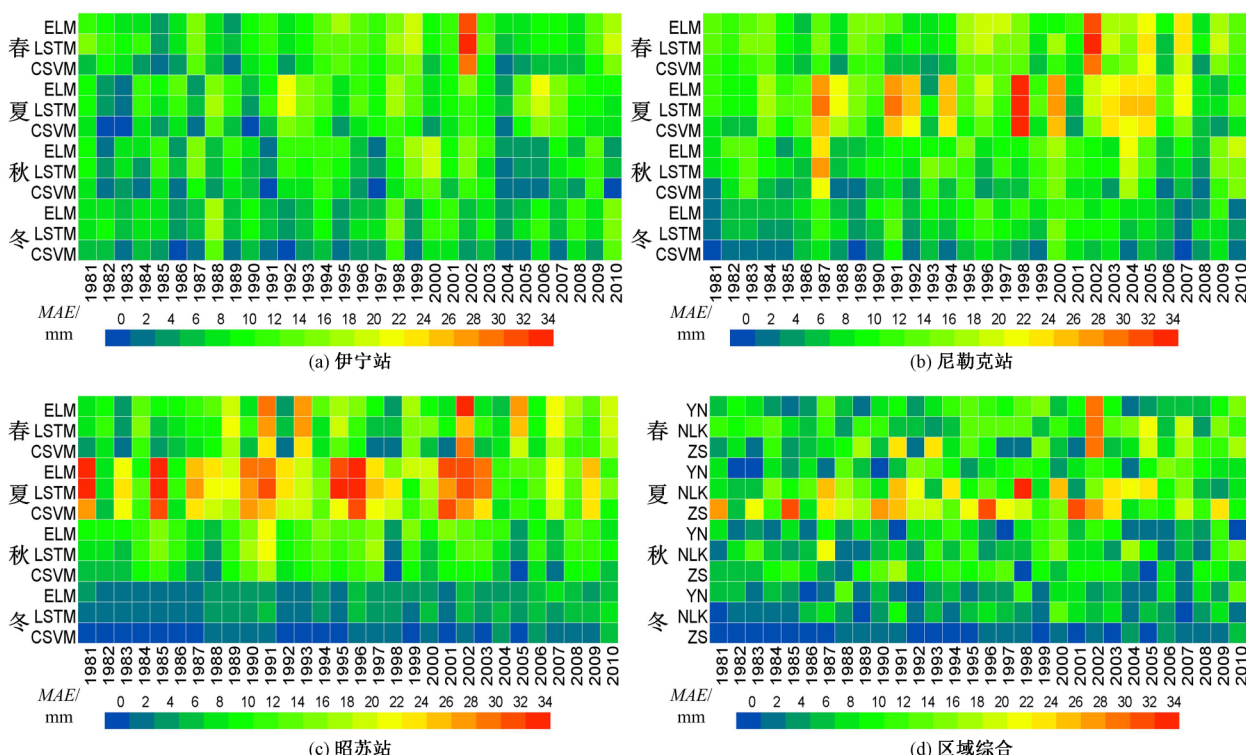 ELM
春 LSTM
CSVM
ELM
夏 LSTM
CSVM
ELM
秋 LSTM
CSVM
ELM
冬 LSTM
CSVM
1981 1982 1983 1984 1985 1986 1987 1988 1989 1990 1991 1992 1993 1994 1995 1996 1997 1998 1999 2000 2001 2002 2003 2004 2005 2006 2007 2008 2009 2010
MAE/
mm
0 2 4 6 8 10 12 14 16 18 20 22 24 26 28 30 32 34
(a) 伊宁站
ELM
春 LSTM
CSVM
ELM
夏 LSTM
CSVM
ELM
秋 LSTM
CSVM
ELM
冬 LSTM
CSVM
1981 1982 1983 1984 1985 1986 1987 1988 1989 1990 1991 1992 1993 1994 1995 1996 1997 1998 1999 2000 2001 2002 2003 2004 2005 2006 2007 2008 2009 2010
MAE/
mm
0 2 4 6 8 10 12 14 16 18 20 22 24 26 28 30 32 34
(b) 尼勒克站
ELM
春 LSTM
CSVM
ELM
夏 LSTM
CSVM
ELM
秋 LSTM
CSVM
ELM
冬 LSTM
CSVM
1981 1982 1983 1984 1985 1986 1987 1988 1989 1990 1991 1992 1993 1994 1995 1996 1997 1998 1999 2000 2001 2002 2003 2004 2005 2006 2007 2008 2009 2010
MAE/
mm
0 2 4 6 8 10 12 14 16 18 20 22 24 26 28 30 32 34
(c) 昭苏站
YN
春 NLK
ZS
YN
夏 NLK
ZS
YN
秋 NLK
ZS
YN
冬 NLK
ZS
1981 1982 1983 1984 1985 1986 1987 1988 1989 1990 1991 1992 1993 1994 1995 1996 1997 1998 1999 2000 2001 2002 2003 2004 2005 2006 2007 2008 2009 2010
MAE/
mm
0 2 4 6 8 10 12 14 16 18 20 22 24 26 28 30 32 34
(d) 区域综合